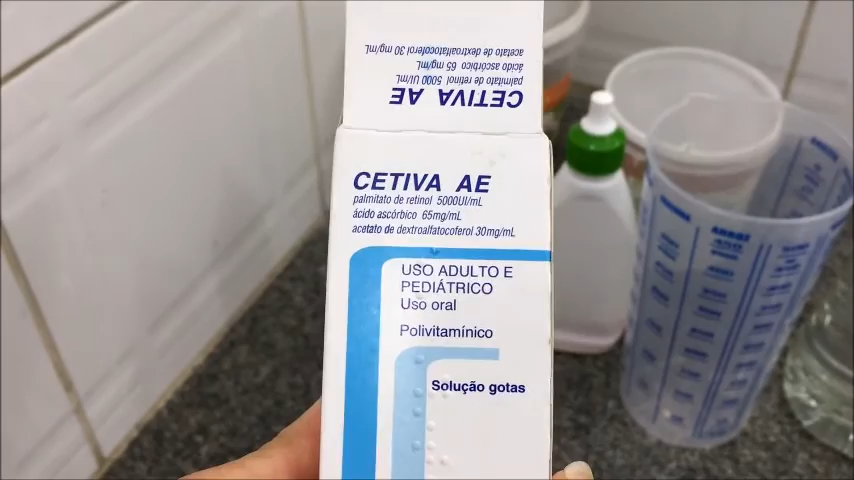 acetato de dextroalfatocoferol 30 mg/mL
ácido ascórbico 65 mg/mL
palmitato de retinol 5000 UI/mL
CETIVA AE
CETIVA AE
palmitato de retinol 5000UI/mL
ácido ascórbico 65mg/mL
acetato de dextroalfatocoferol 30mg/mL
USO ADULTO E
PEDIÁTRICO
Uso oral
Polivitamínico
Solução gotas